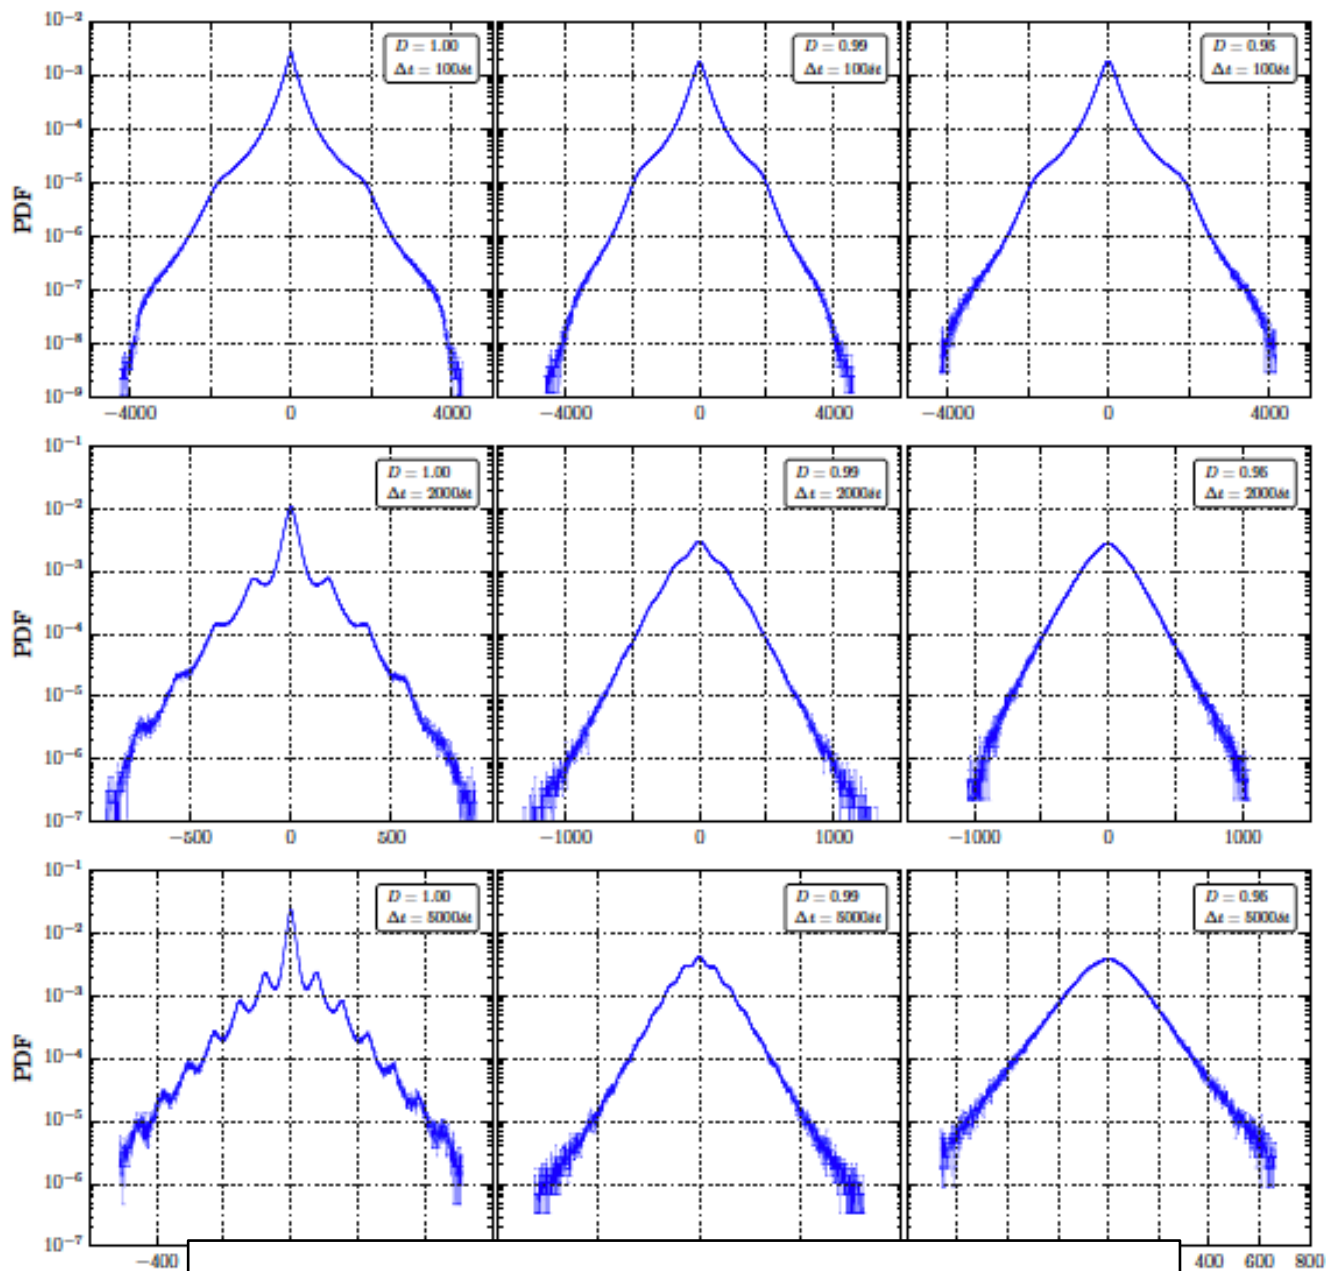 10⁻² 10⁻³ 10⁻⁴ 10⁻⁵ 10⁻⁶ 10⁻⁷ 10⁻⁸ 10⁻⁹
PDF
D = 1.00
Δt = 100δt
D = 0.99
Δt = 100δt
D = 0.96
Δt = 100δt
−4000 0 4000 −4000 0 4000 −4000 0 4000
10⁻¹ 10⁻² 10⁻³ 10⁻⁴ 10⁻⁵ 10⁻⁶ 10⁻⁷
PDF
D = 1.00
Δt = 2000δt
D = 0.99
Δt = 2000δt
D = 0.96
Δt = 2000δt
−500 0 500 −1000 0 1000 −1000 0 1000
10⁻¹ 10⁻² 10⁻³ 10⁻⁴ 10⁻⁵ 10⁻⁶ 10⁻⁷
PDF
D = 1.00
Δt = 5000δt
D = 0.99
Δt = 5000δt
D = 0.96
Δt = 5000δt
−400 400 600 800